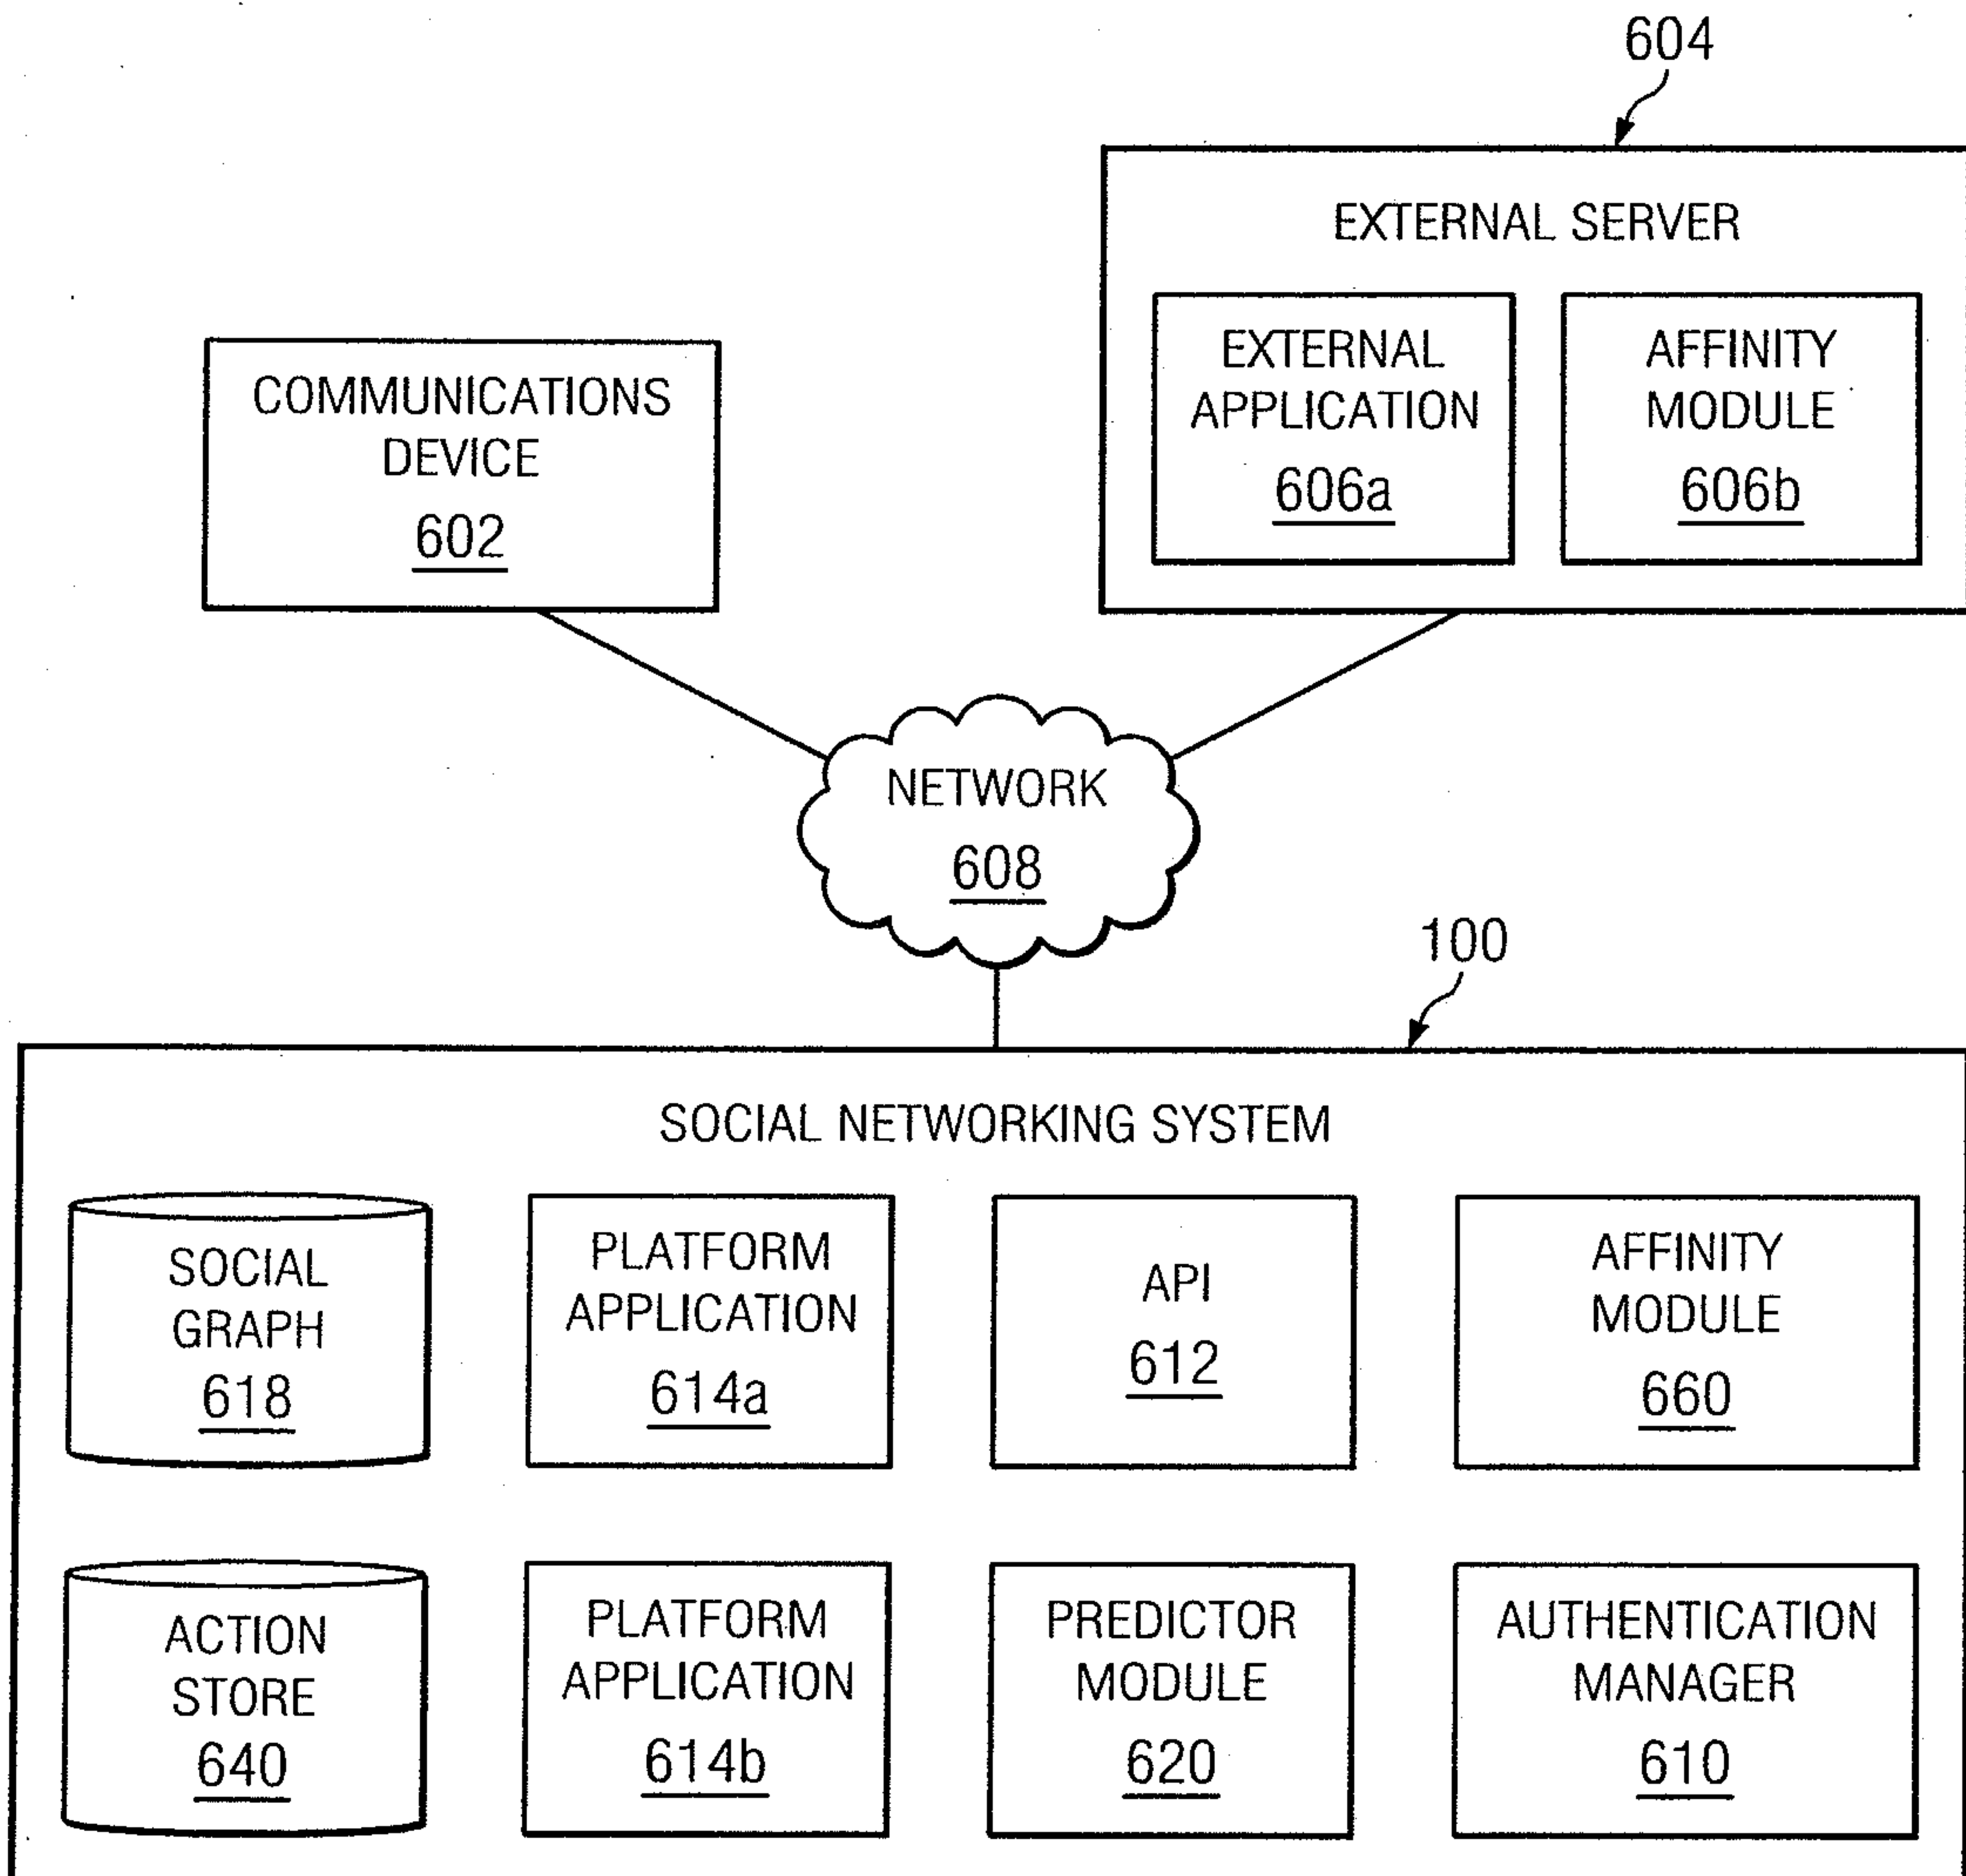 604
EXTERNAL SERVER
EXTERNAL
APPLICATION
606a
AFFINITY
MODULE
606b
COMMUNICATIONS
DEVICE
602
NETWORK
608
100
SOCIAL NETWORKING SYSTEM
SOCIAL
GRAPH
618
PLATFORM
APPLICATION
614a
API
612
AFFINITY
MODULE
660
ACTION
STORE
640
PLATFORM
APPLICATION
614b
PREDICTOR
MODULE
620
AUTHENTICATION
MANAGER
610